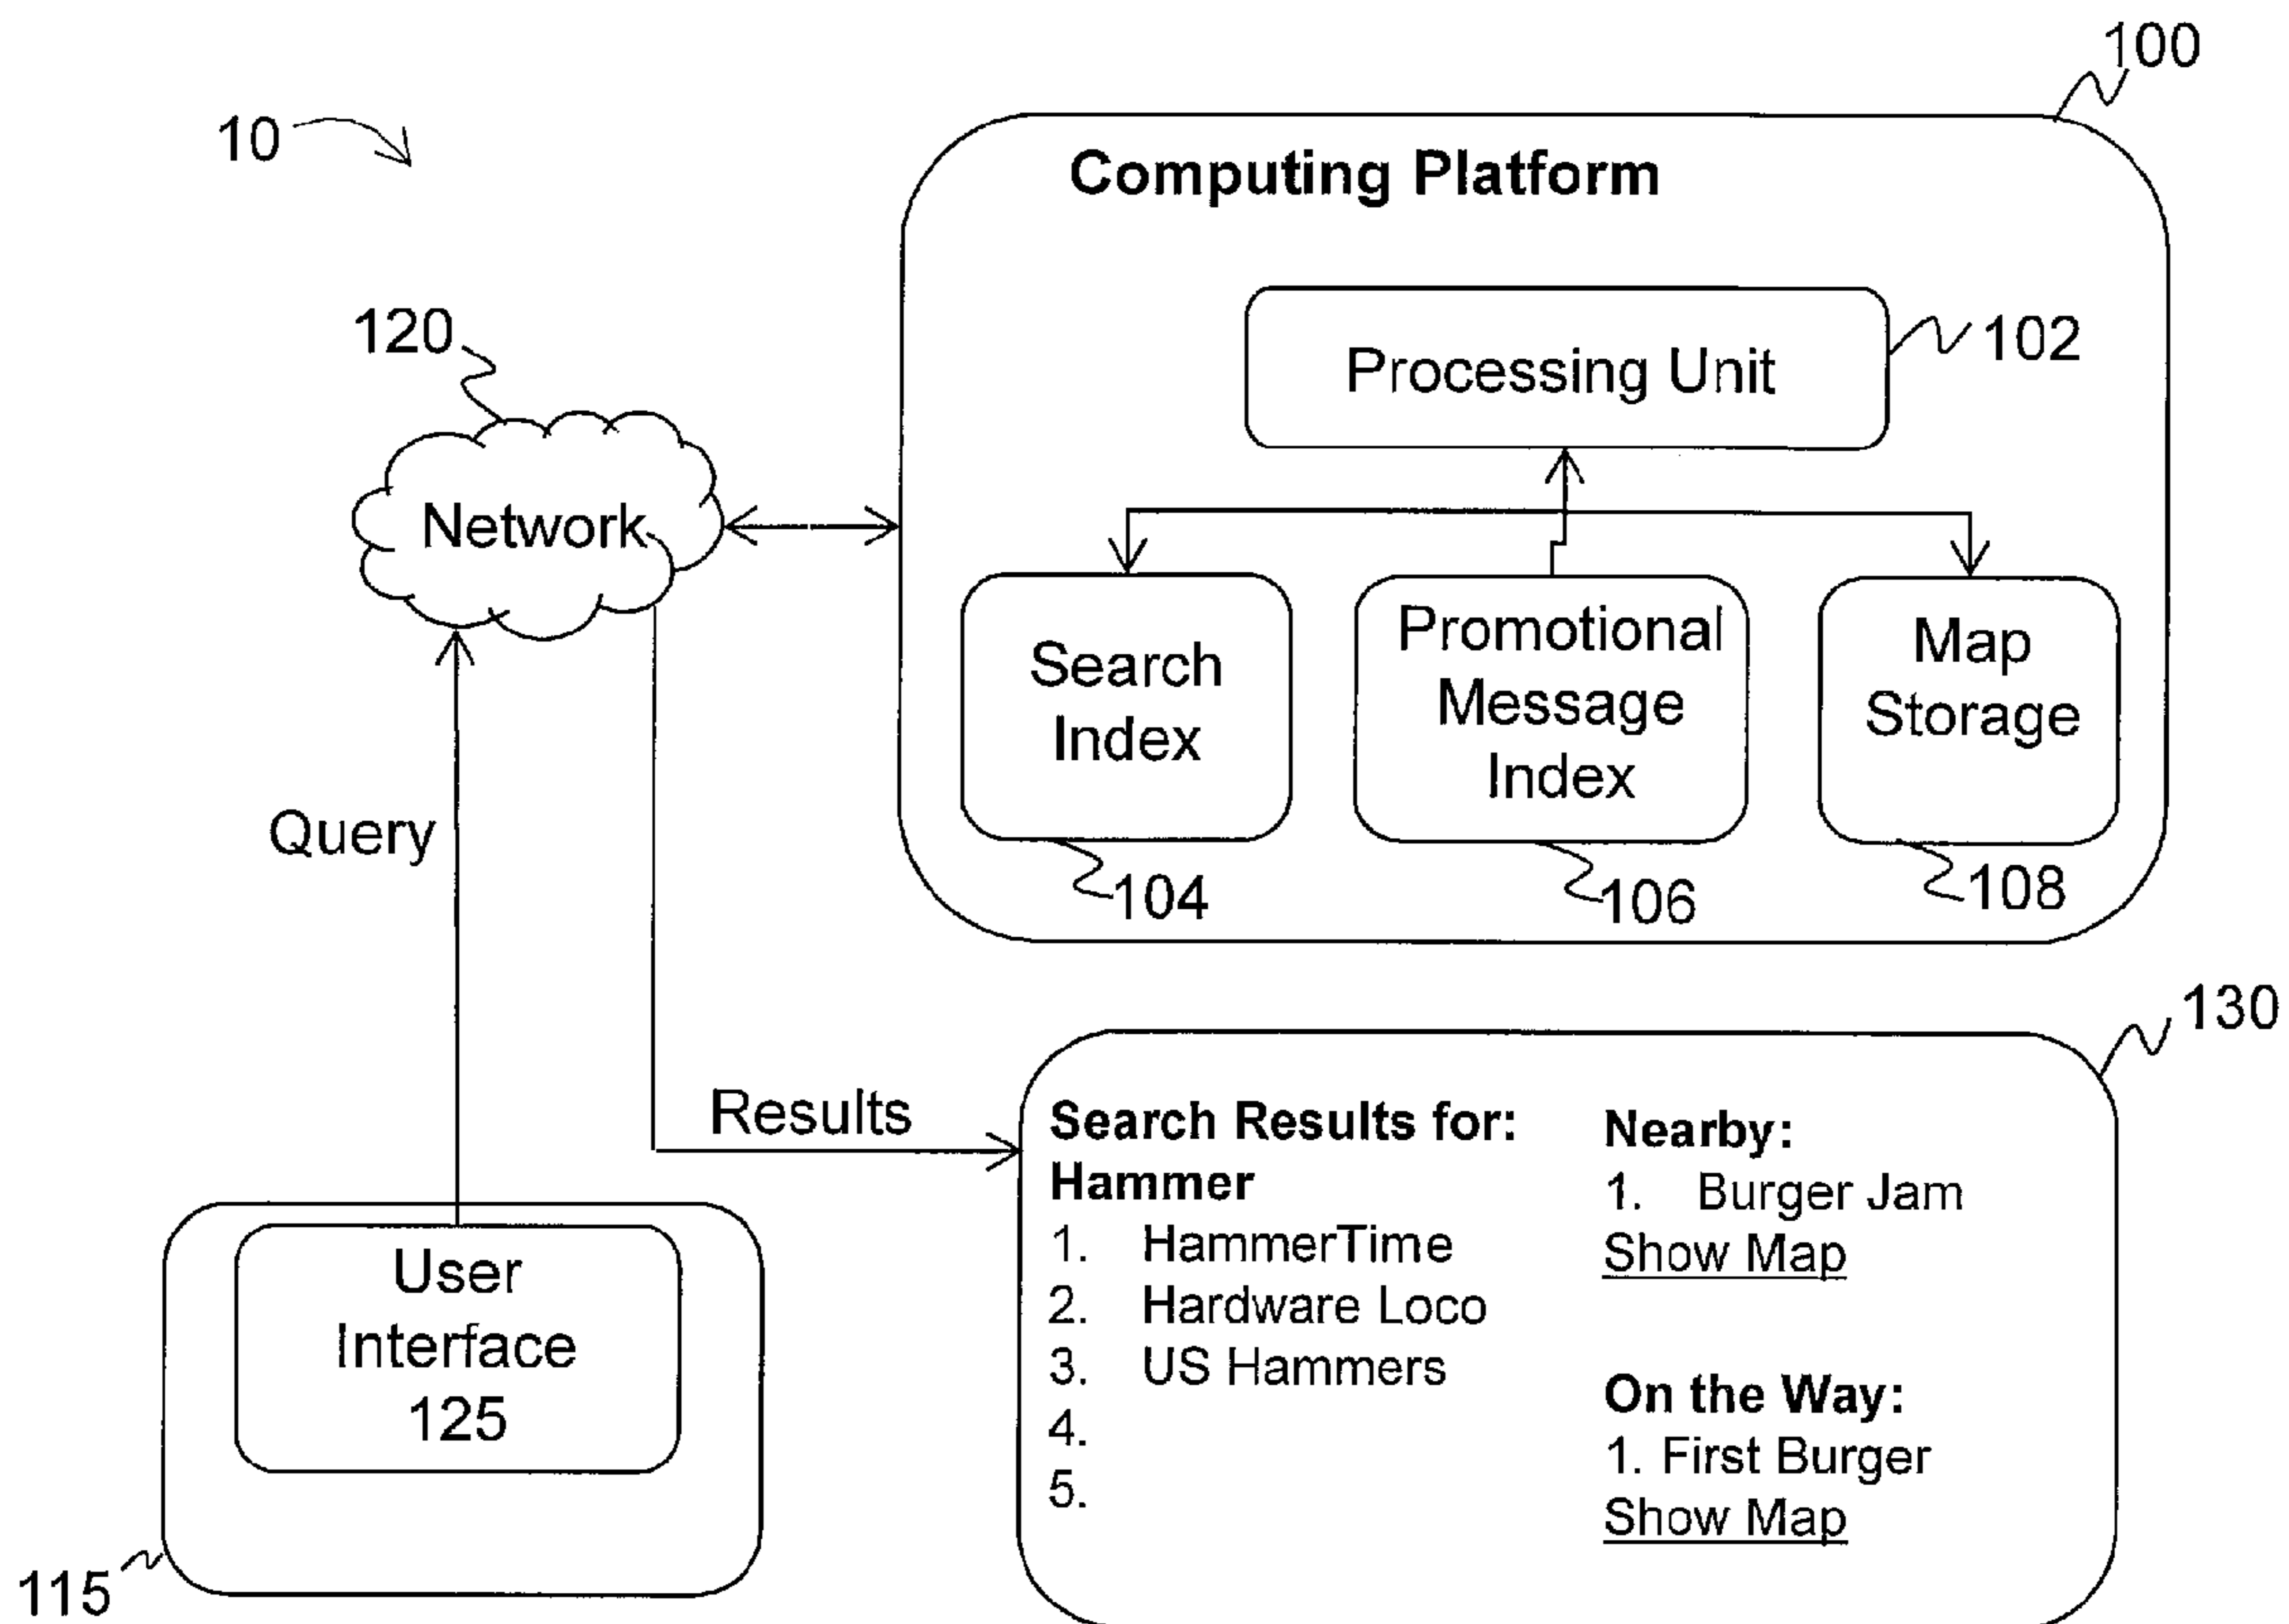 100
10
Computing Platform
120
Processing Unit
102
Network
Search
Index
Promotional
Message
Index
Map
Storage
Query
104
106
108
130
Results
Search Results for:
Hammer
1. HammerTime
2. Hardware Loco
3. US Hammers
4.
5.
Nearby:
1. Burger Jam
Show Map
On the Way:
1. First Burger
Show Map
User
Interface
125
115